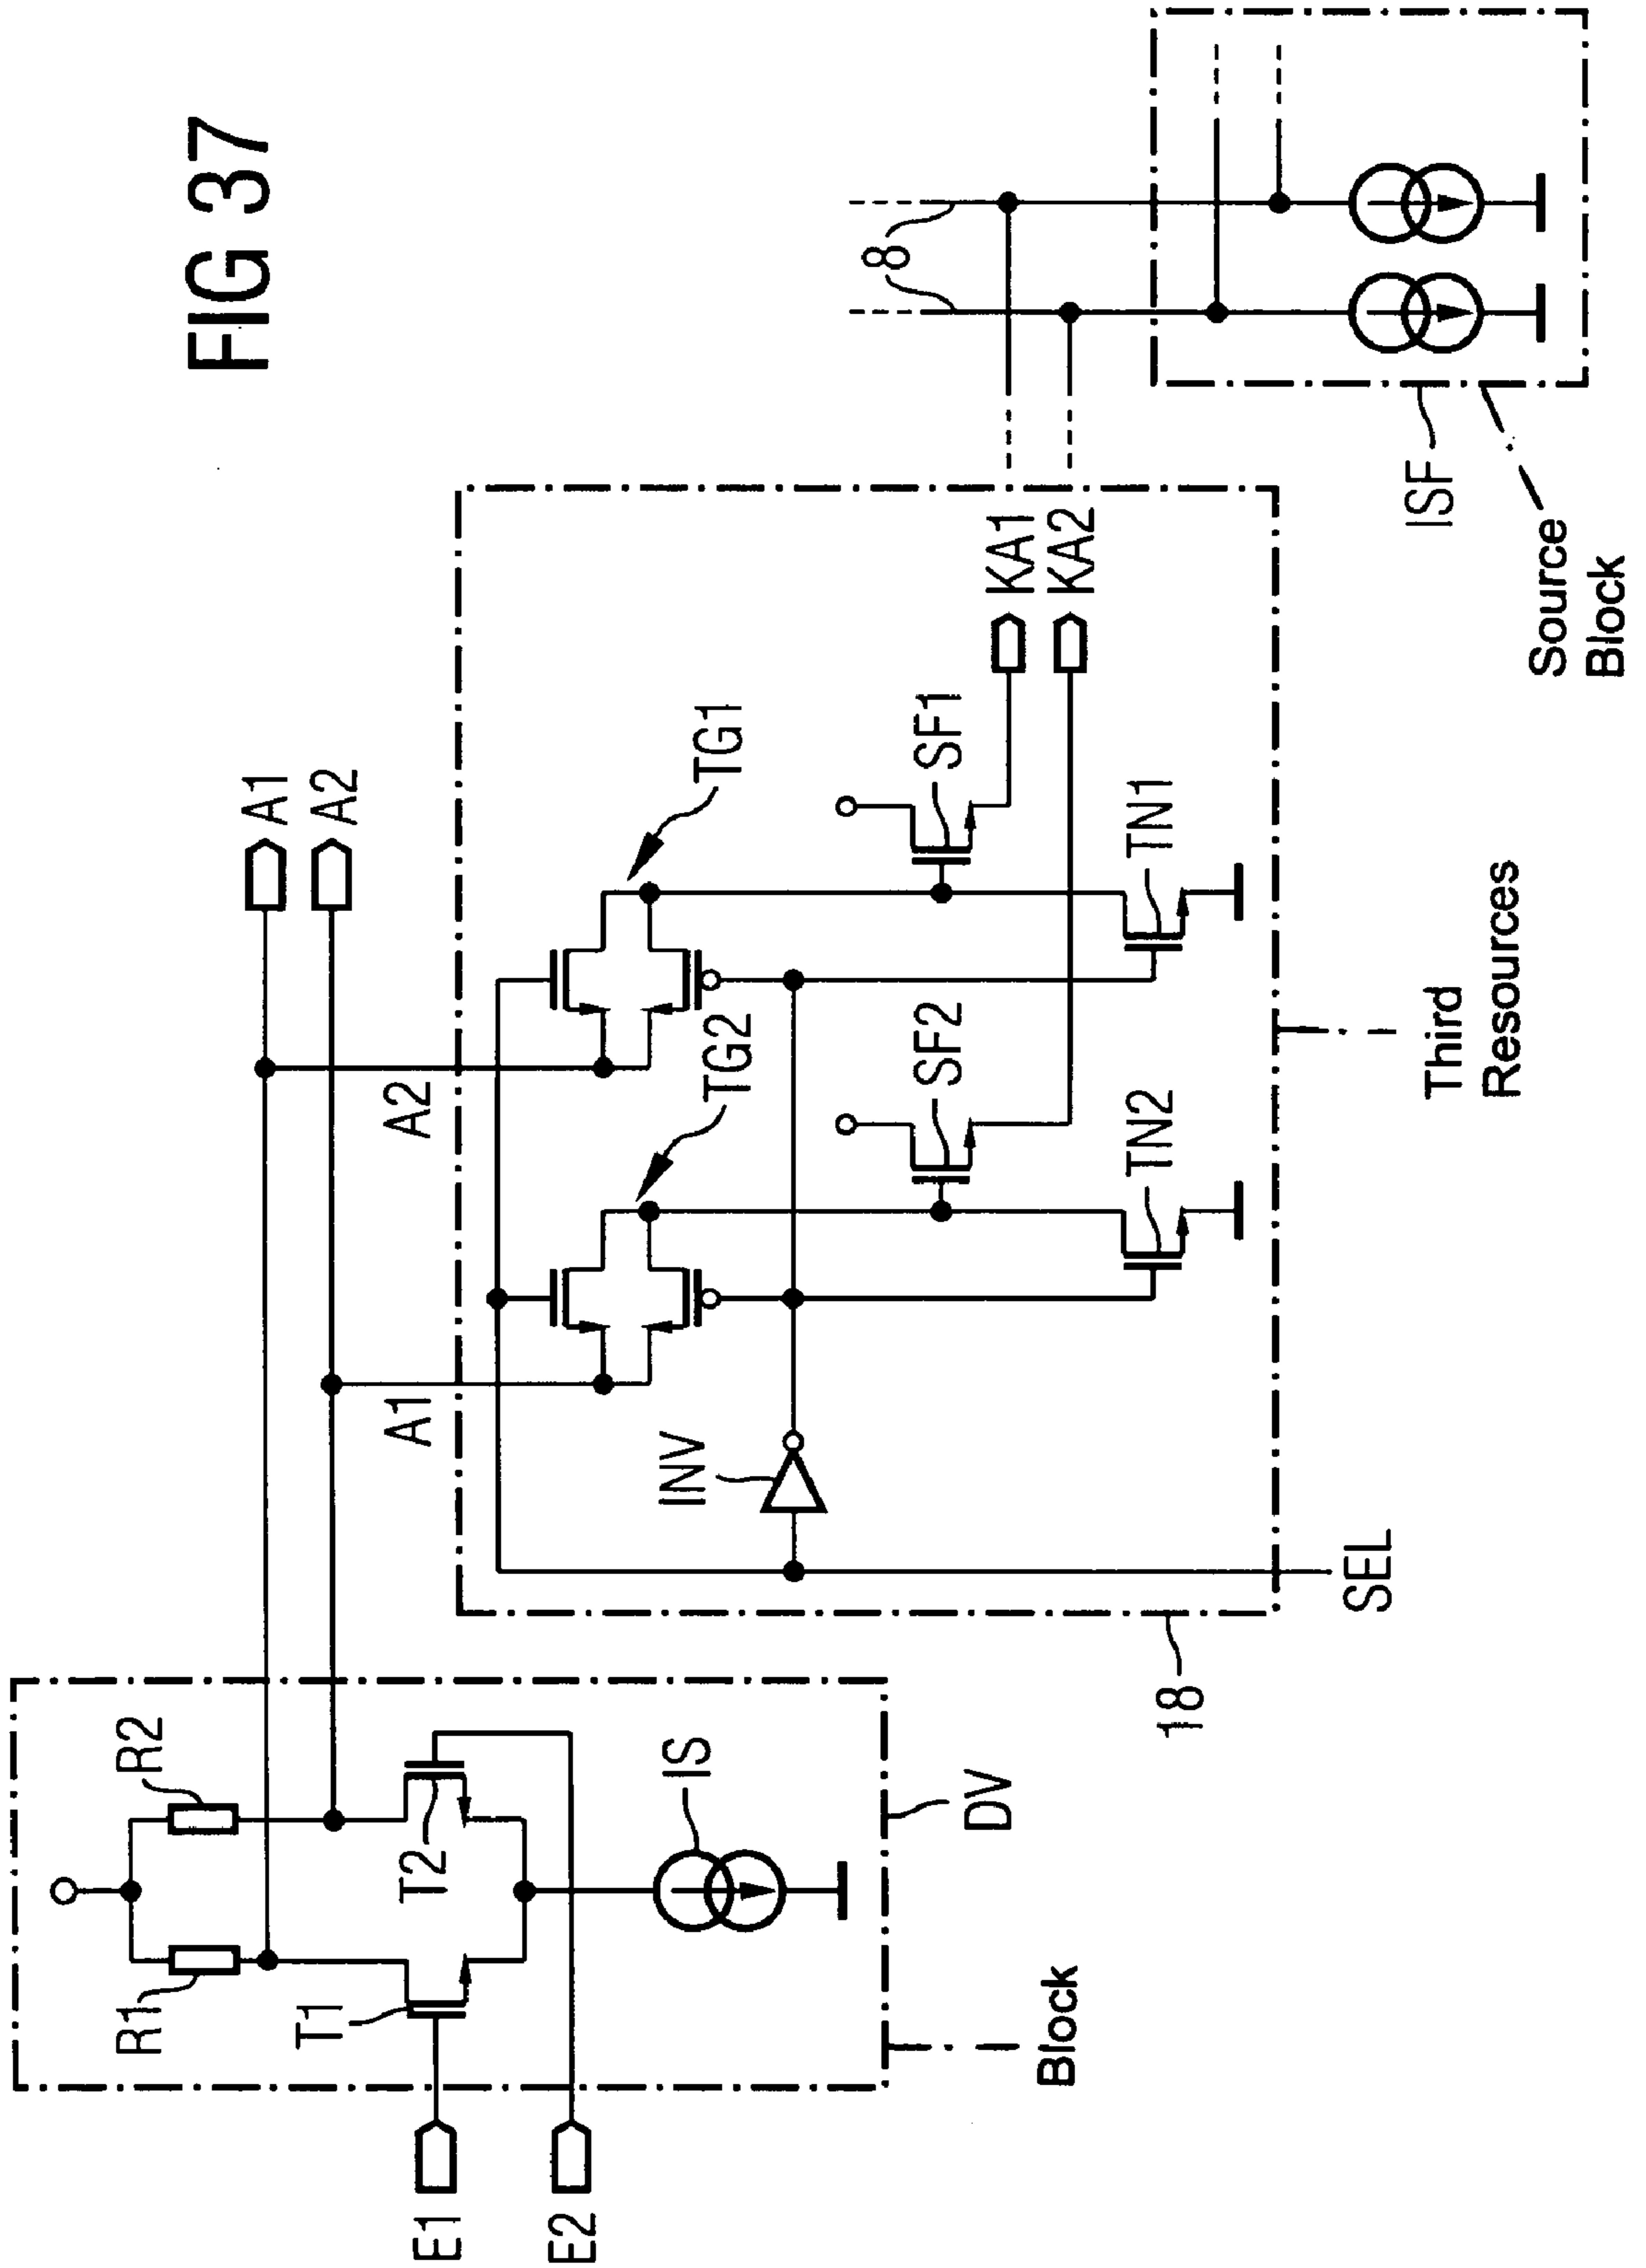 FIG 37
R1
R2
T1
T2
IS
DV
Block
E1
E2
A1
A2
A1
A2
TG2
TG1
INV
SF2
SF1
KA1
KA2
TN2
TN1
SEL
18
Third
Resources
8
ISF
Source
Block